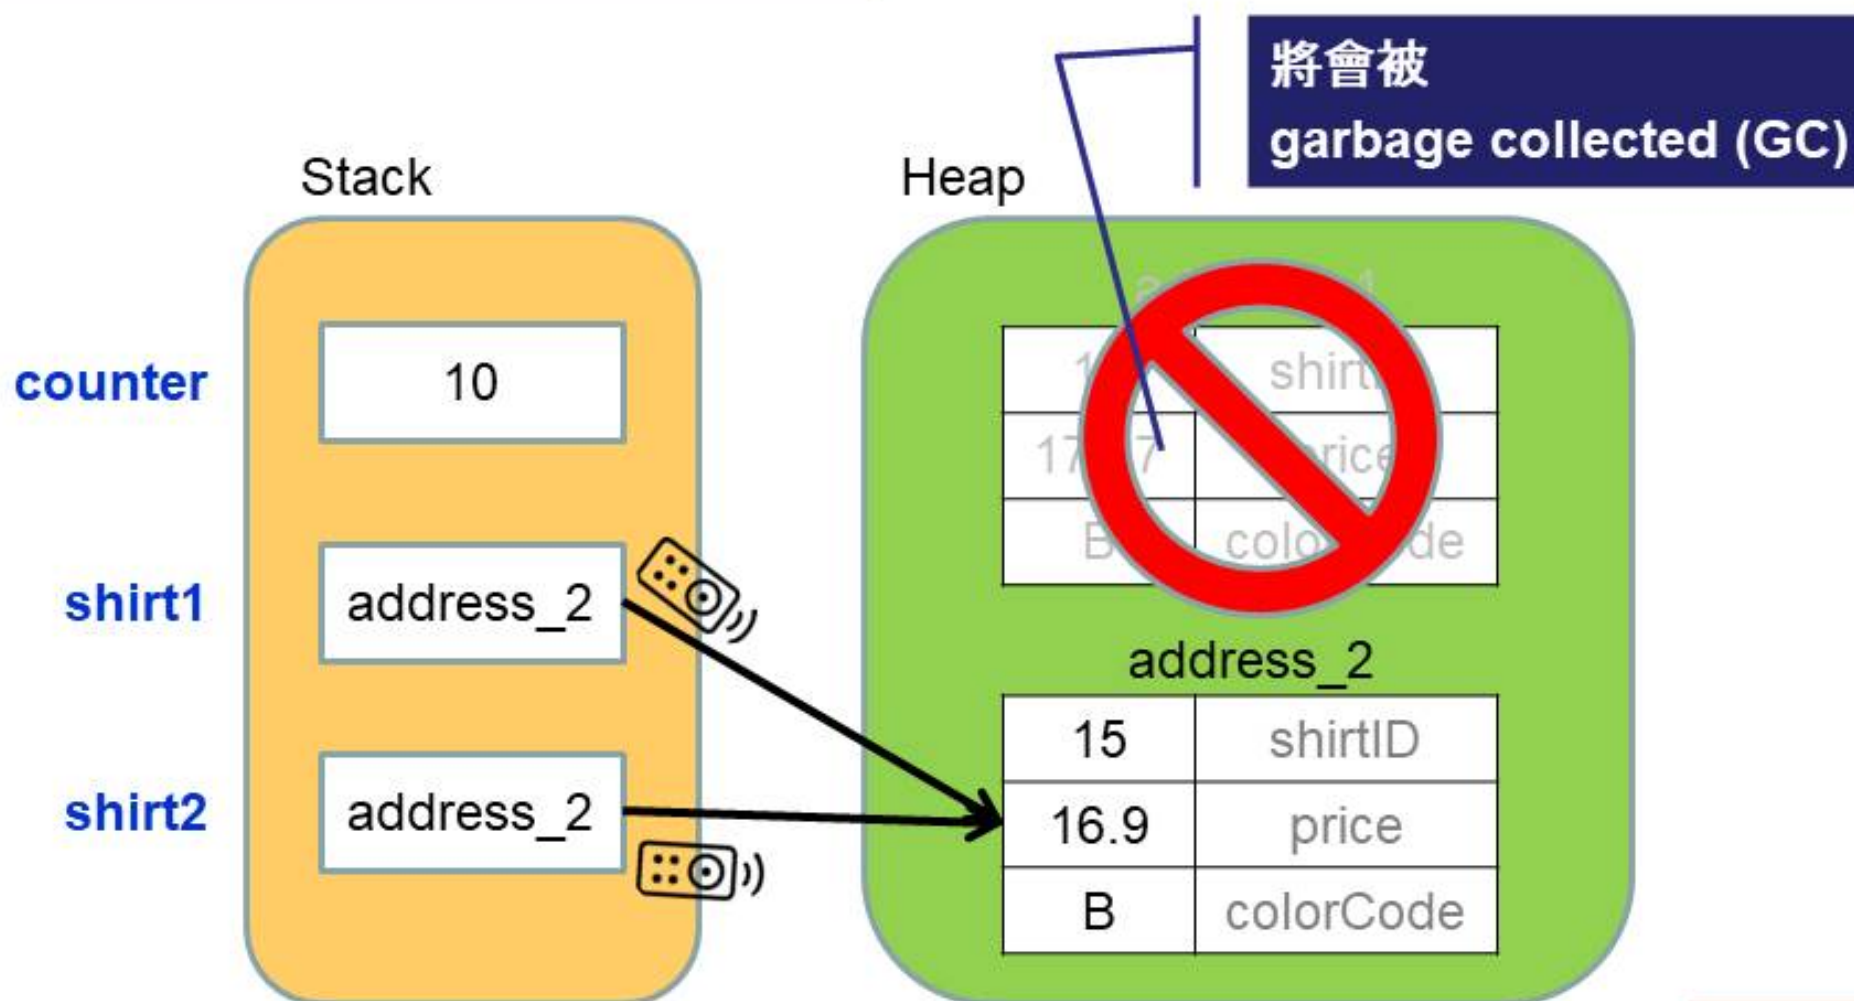 將會被
garbage collected (GC)
Stack
Heap
counter
10
shirt1
address_2
shirt2
address_2
B
address_2
15
shirtID
16.9
price
B
colorCode